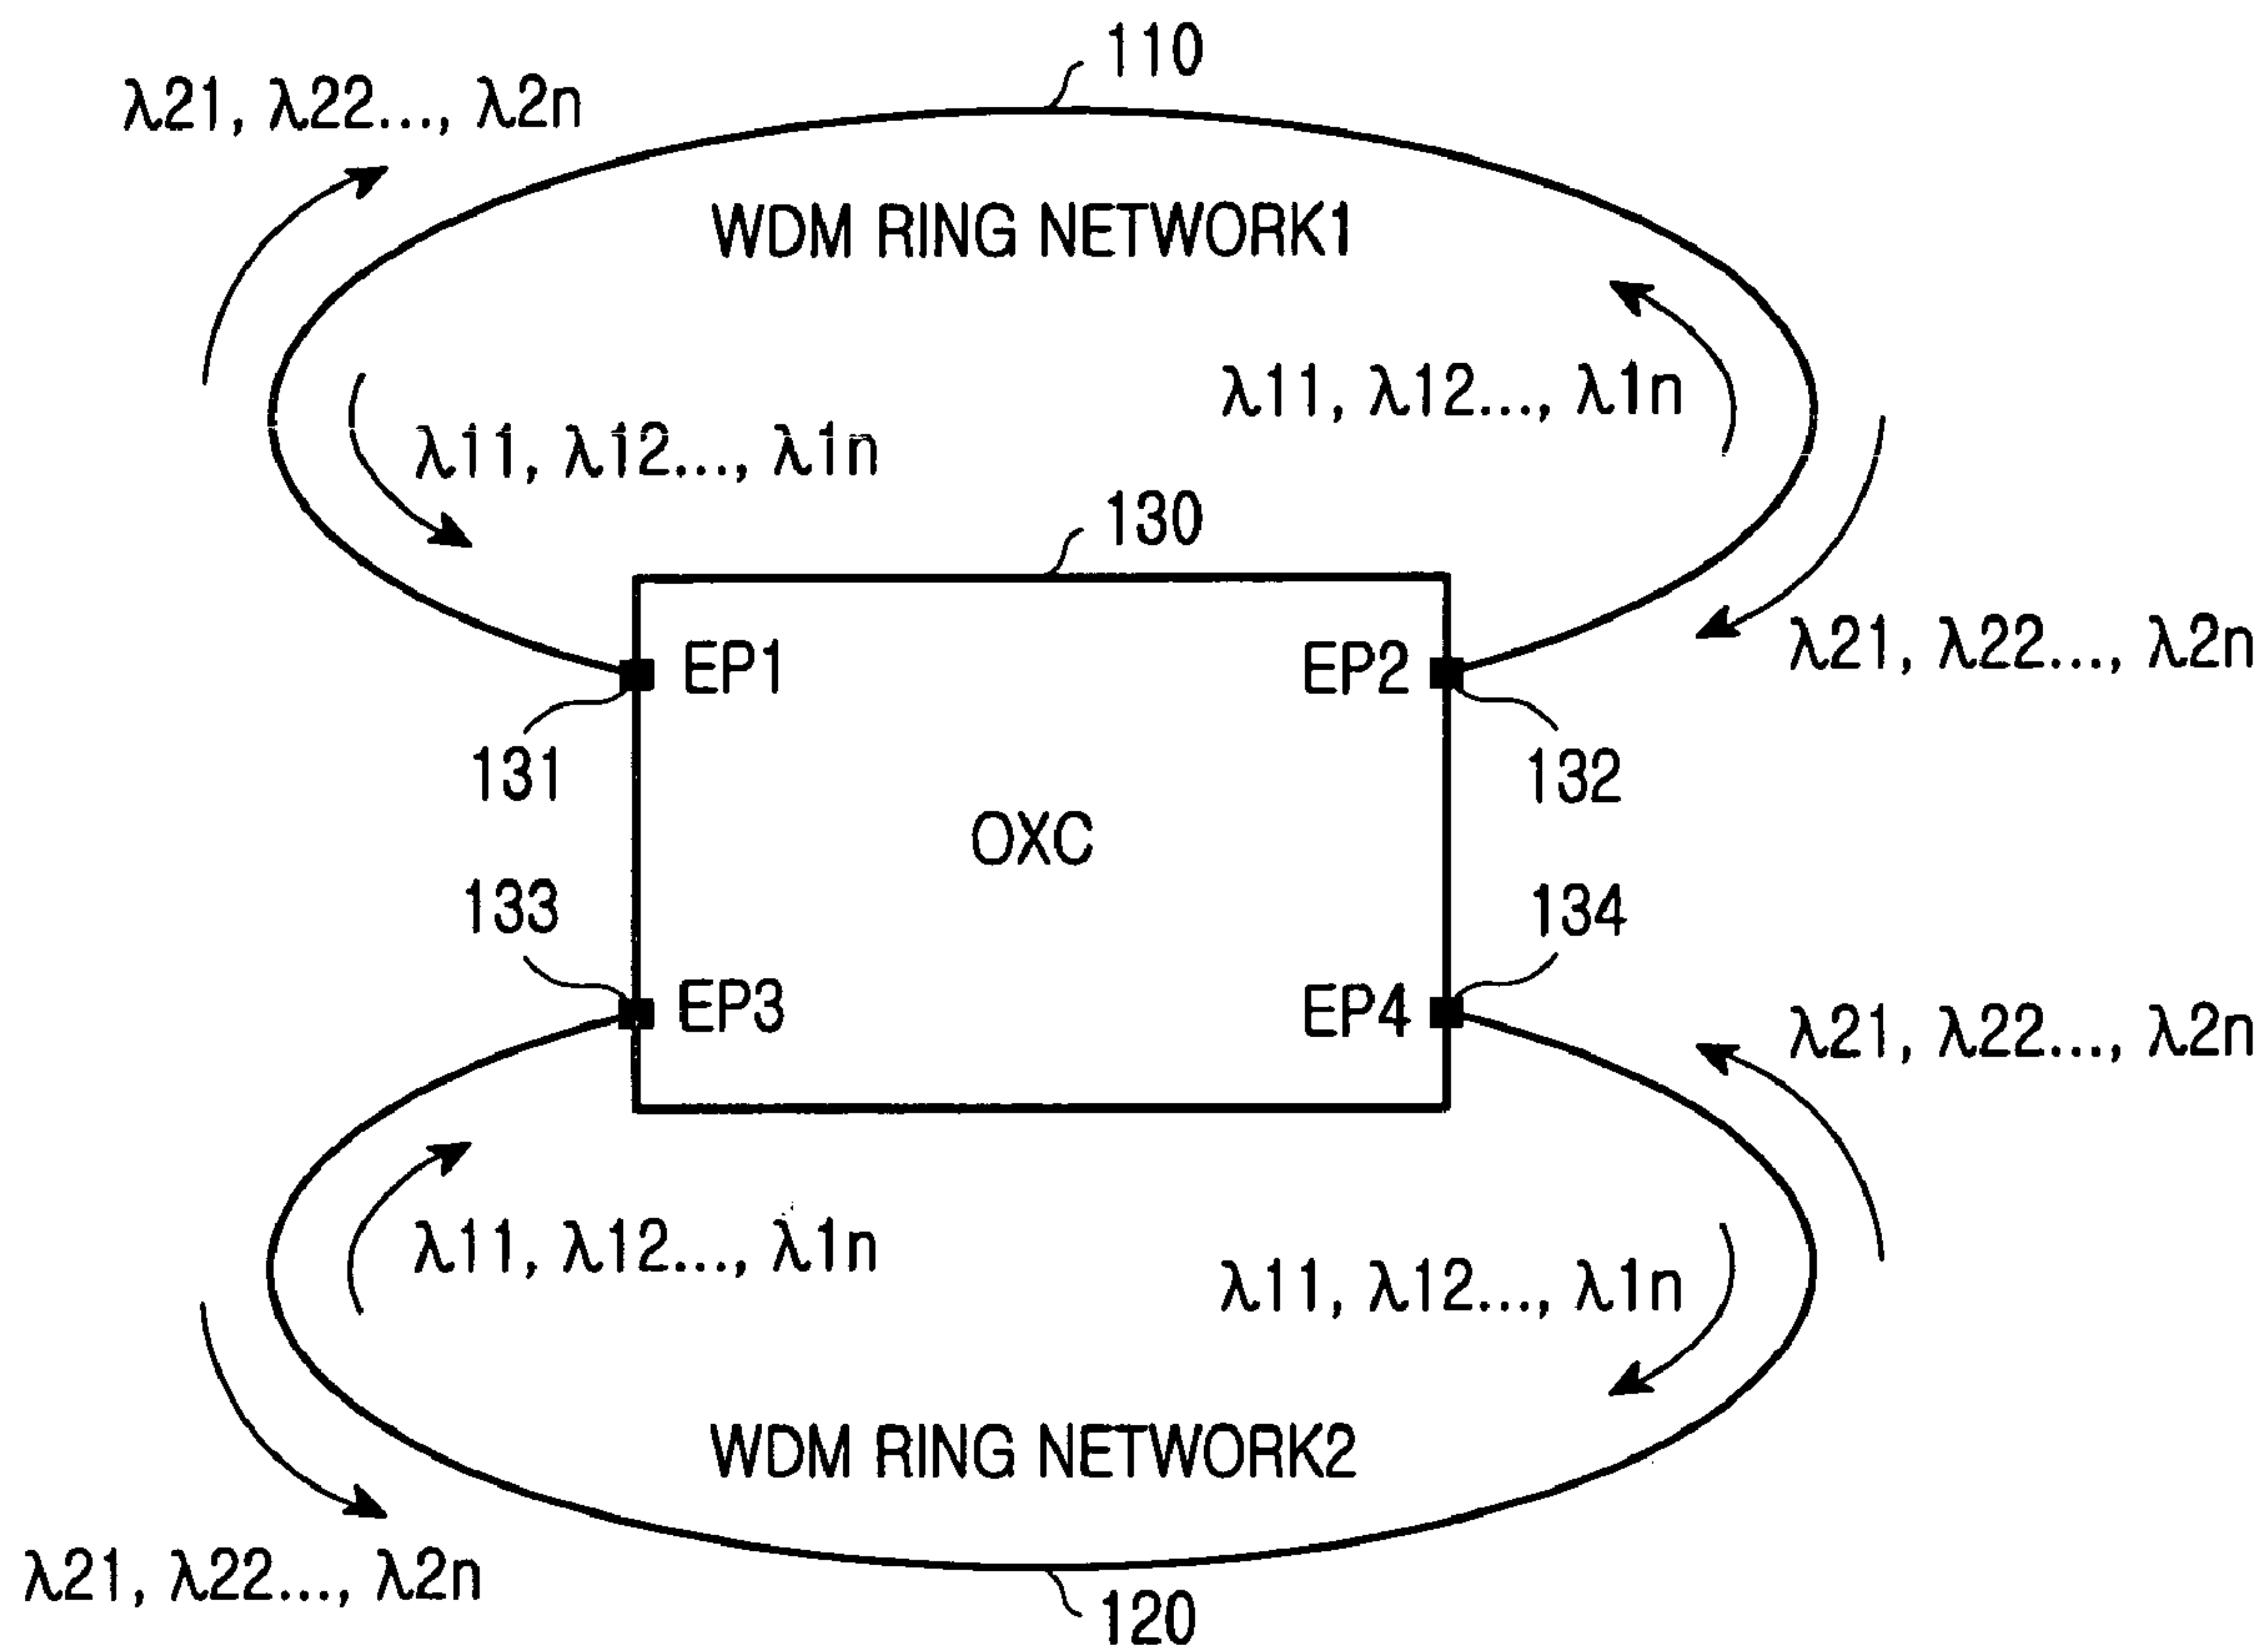 110
λ21, λ22..., λ2n
WDM RING NETWORK1
λ11, λ12..., λ1n
λ11, λ12..., λ1n
130
EP1
EP2
λ21, λ22..., λ2n
131
132
OXC
133
134
EP3
EP4
λ21, λ22..., λ2n
λ11, λ12..., λ1n
λ11, λ12..., λ1n
WDM RING NETWORK2
λ21, λ22..., λ2n
120